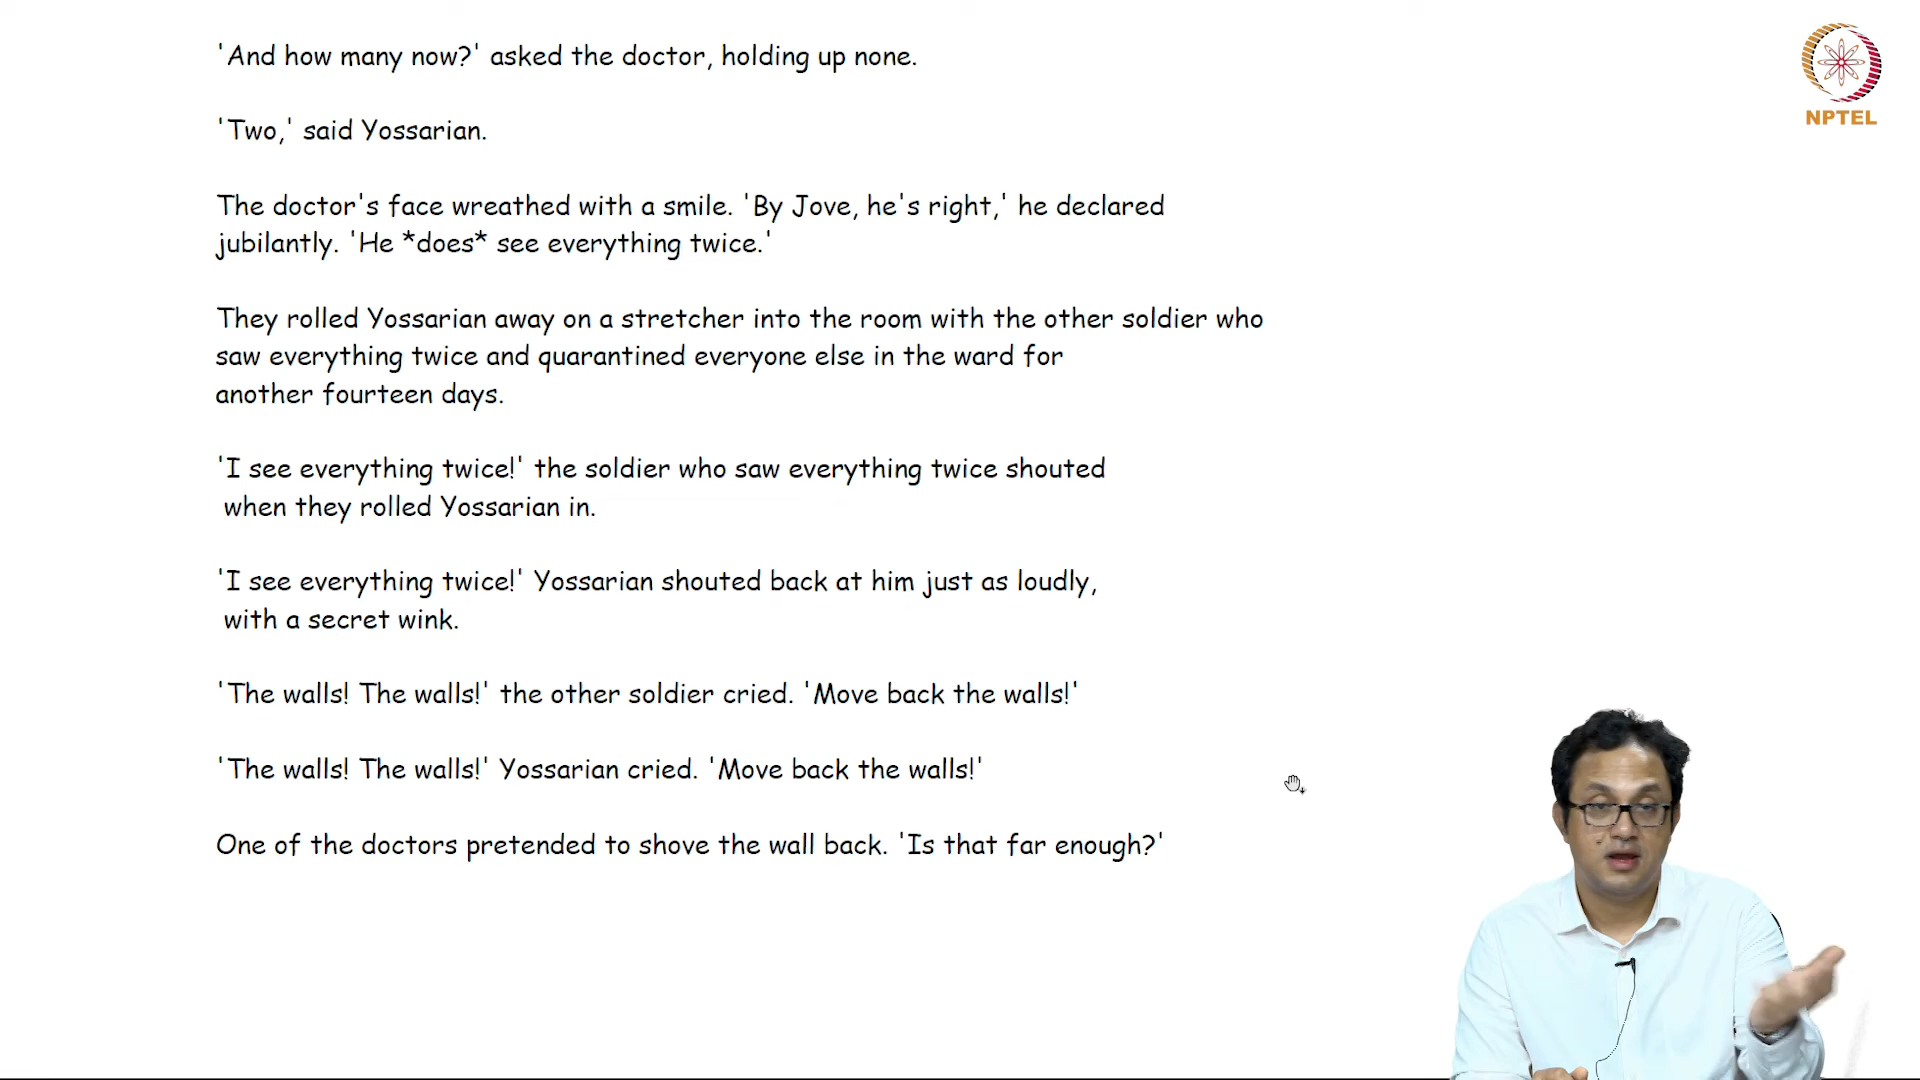 'And how many now?' asked the doctor, holding up none.
'Two,' said Yossarian.
The doctor's face wreathed with a smile. 'By Jove, he's right,' he declared
jubilantly. 'He *does* see everything twice.'
They rolled Yossarian away on a stretcher into the room with the other soldier who
saw everything twice and quarantined everyone else in the ward for
another fourteen days.
'I see everything twice!' the soldier who saw everything twice shouted
when they rolled Yossarian in.
'I see everything twice!' Yossarian shouted back at him just as loudly,
with a secret wink.
'The walls! The walls!' the other soldier cried. 'Move back the walls!'
'The walls! The walls!' Yossarian cried. 'Move back the walls!'
One of the doctors pretended to shove the wall back. 'Is that far enough?'
NPTEL